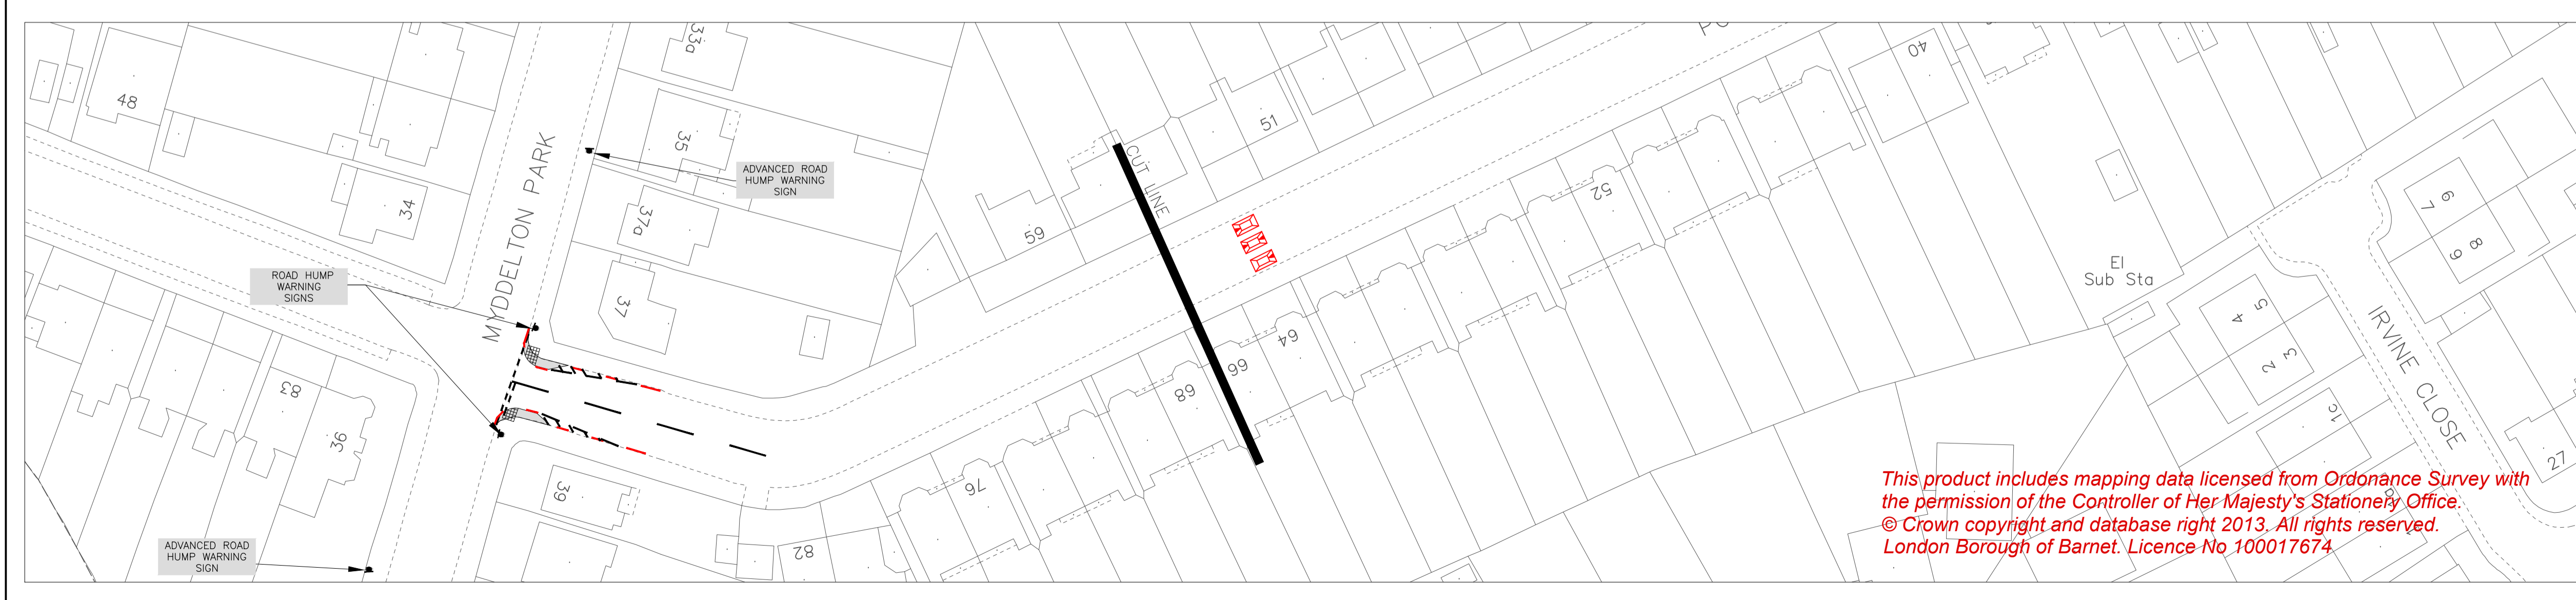 48
33a
PO
40
51
35
MYDDELTON PARK
ADVANCED ROAD
HUMP WARNING
SIGN
CUT LINE
34
37a
59
52
6
7
8
9
El
Sub Sta
ROAD HUMP
WARNING
SIGNS
37
64
66
68
5
4
3
2
IRVINE CLOSE
83
36
1c
39
76
27
82
ADVANCED ROAD
HUMP WARNING
SIGN
This product includes mapping data licensed from Ordonance Survey with
the permission of the Controller of Her Majesty's Stationery Office.
© Crown copyright and database right 2013. All rights reserved.
London Borough of Barnet. Licence No 100017674